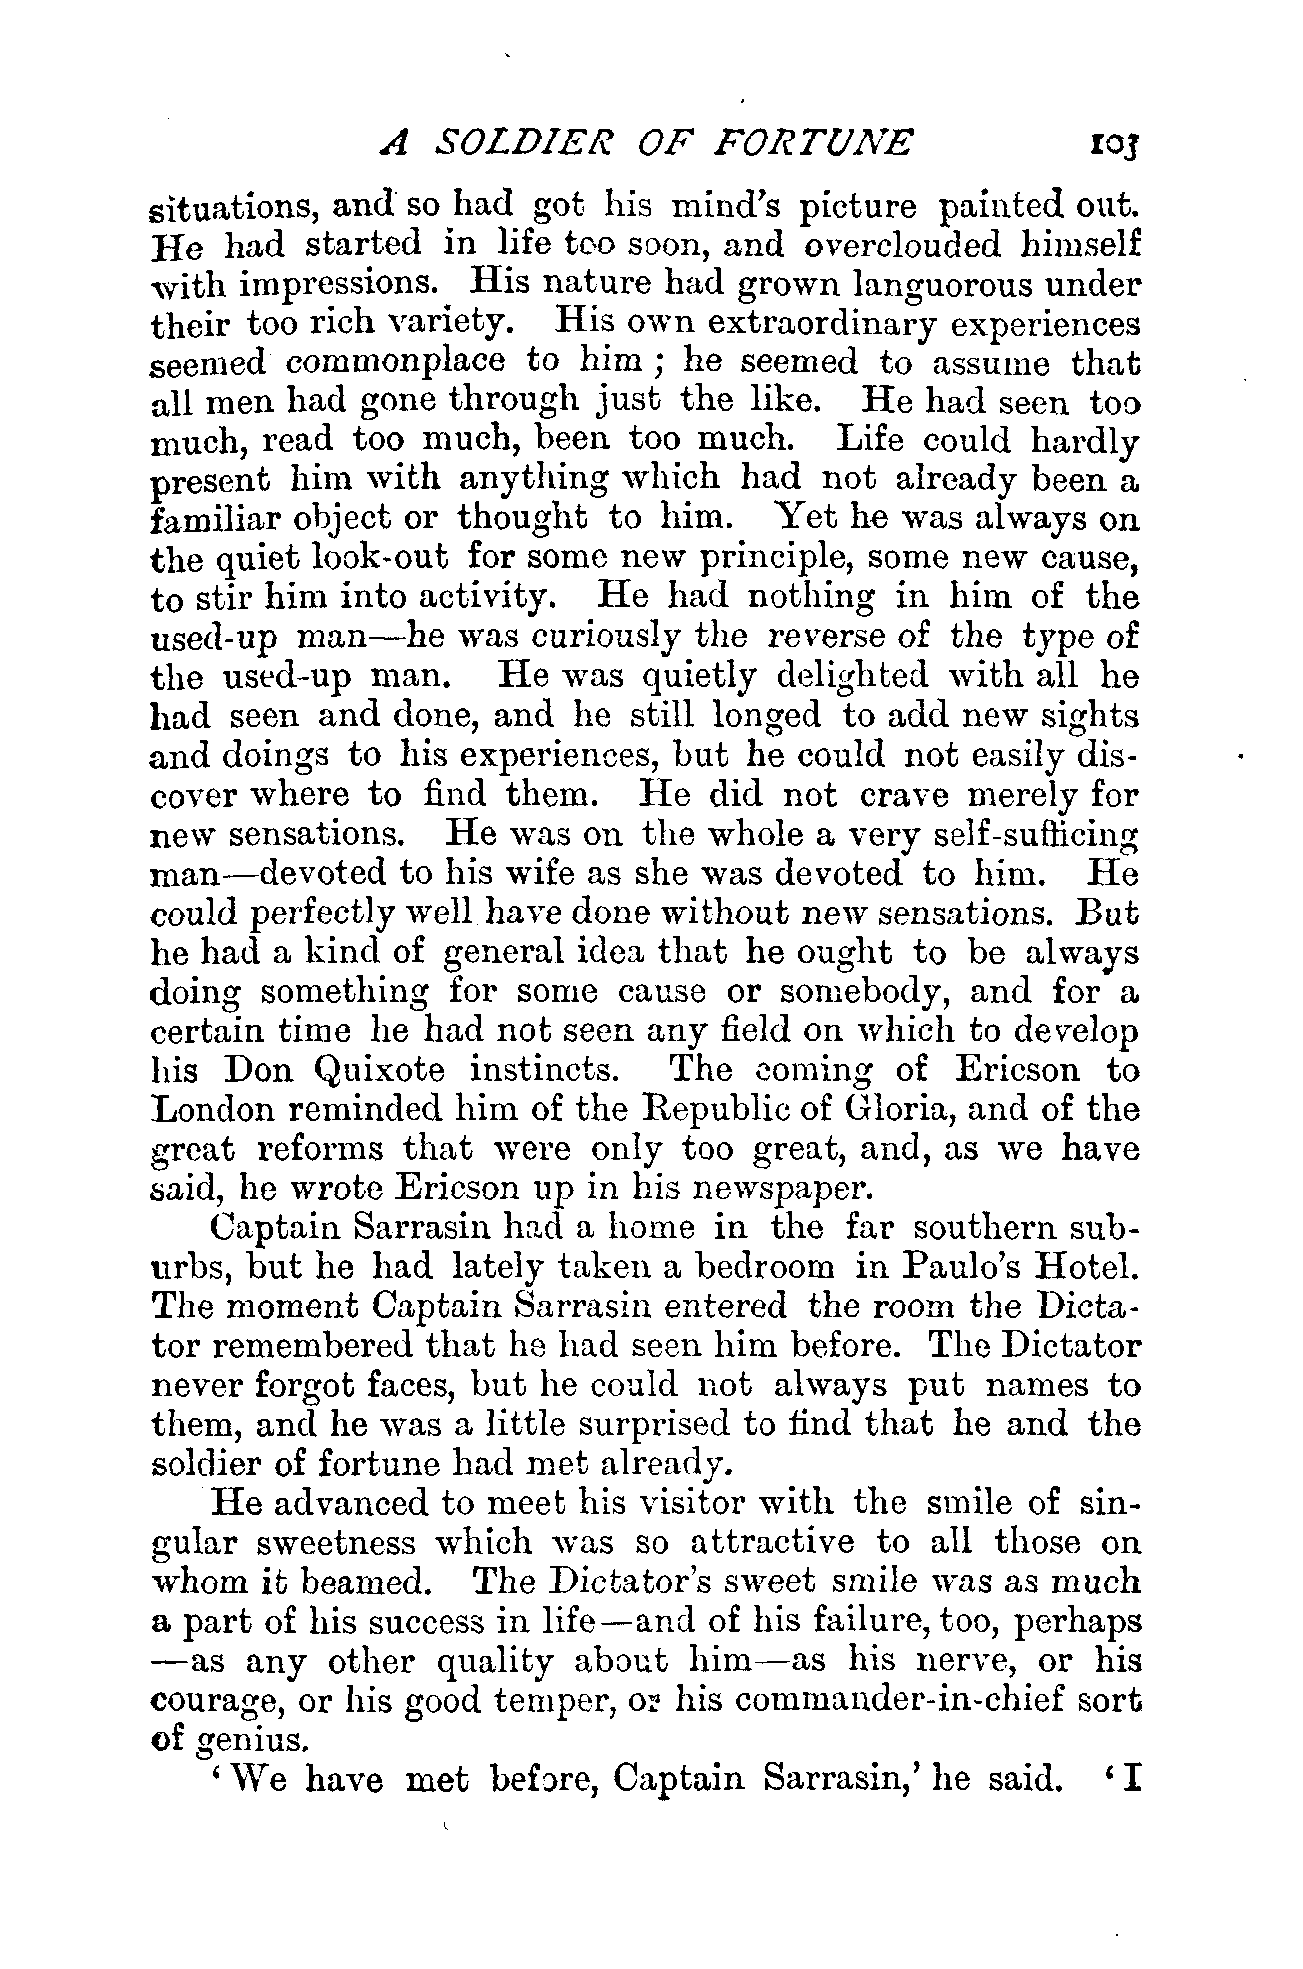 A SOLDIER OF FORTUNE 103
situations, and so had got his mind's picture painted out.
He had started in life too soon, and overclouded himself
with impressions. His nature had grown languorous under
their too rich variety. His own extraordinary experiences
seemed commonplace to him ; he seemed to assume that
all men had gone through just the like. He had seen too
much, read too much, been too much. Life could hardly
present him with anything which had not already been a
familiar object or thought to him. Yet he was always on
the quiet look-out for some new principle, some new cause,
to stir him into activity. He had nothing in him of the
used-up man—he was curiously the reverse of the type of
the used-up man. He was quietly delighted with all he
had seen and done, and he still longed to add new sights
and doings to his experiences, but he could not easily dis-
cover where to find them. He did not crave merely for
new sensations. He was on the whole a very self-sufficing
man—devoted to his wife as she was devoted to him. He
could perfectly well have done without new sensations. But
he had a kind of general idea that he ought to be always
doing something for some cause or somebody, and for a
certain time he had not seen any field on which to develop
his Don Quixote instincts. The coming of Ericson to
London reminded him of the Republic of Gloria, and of the
great reforms that were only too great, and, as we have
said, he wrote Ericson up in his newspaper.
Captain Sarrasin had a home in the far southern sub-
urbs, but he had lately taken a bedroom in Paulo's Hotel.
The moment Captain Sarrasin entered the room the Dicta-
tor remembered that he had seen him before. The Dictator
never forgot faces, but he could not always put names to
them, and he was a little surprised to find that he and the
soldier of fortune had met already.
He advanced to meet his visitor with the smile of sin-
gular sweetness which was so attractive to all those on
whom it beamed. The Dictator's sweet smile was as much
a part of his success in life—and of his failure, too, perhaps
—as any other quality about him—as his nerve, or his
courage, or his good temper, or his commander-in-chief sort
of genius.
'We have met before, Captain Sarrasin,' he said. 'I